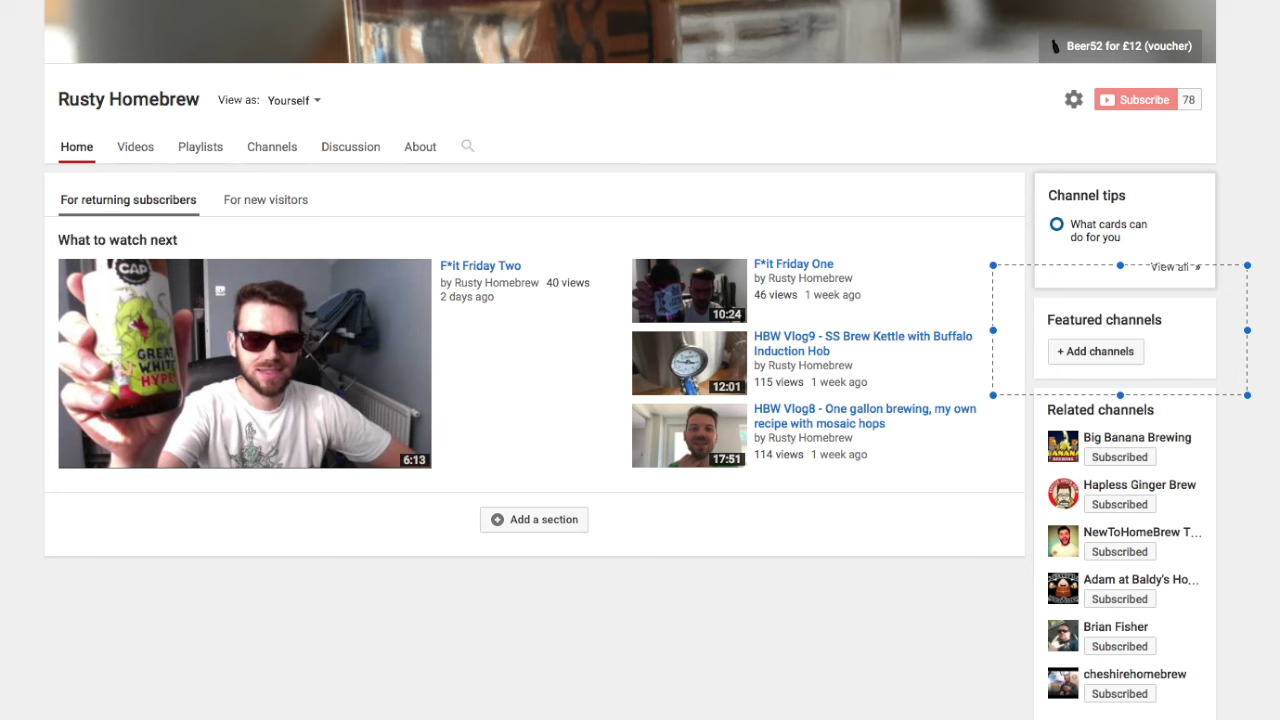 Beer52 for £12 (voucher)
Rusty Homebrew
View as: Yourself
Subscribe 78
Home Videos Playlists Channels Discussion About
For returning subscribers For new visitors
What to watch next
CAP
GREAT
WHITE
HYPE
6:13
F*it Friday Two
by Rusty Homebrew 40 views
2 days ago
10:24
F*it Friday One
by Rusty Homebrew
46 views 1 week ago
12:01
HBW Vlog9 - SS Brew Kettle with Buffalo
Induction Hob
by Rusty Homebrew
115 views 1 week ago
17:51
HBW Vlog8 - One gallon brewing, my own
recipe with mosaic hops
by Rusty Homebrew
114 views 1 week ago
Add a section
Channel tips
What cards can
do for you
View all »
Featured channels
+ Add channels
Related channels
Big Banana Brewing
Subscribed
Hapless Ginger Brew
Subscribed
NewToHomeBrew T...
Subscribed
Adam at Baldy's Ho...
Subscribed
Brian Fisher
Subscribed
cheshirehomebrew
Subscribed